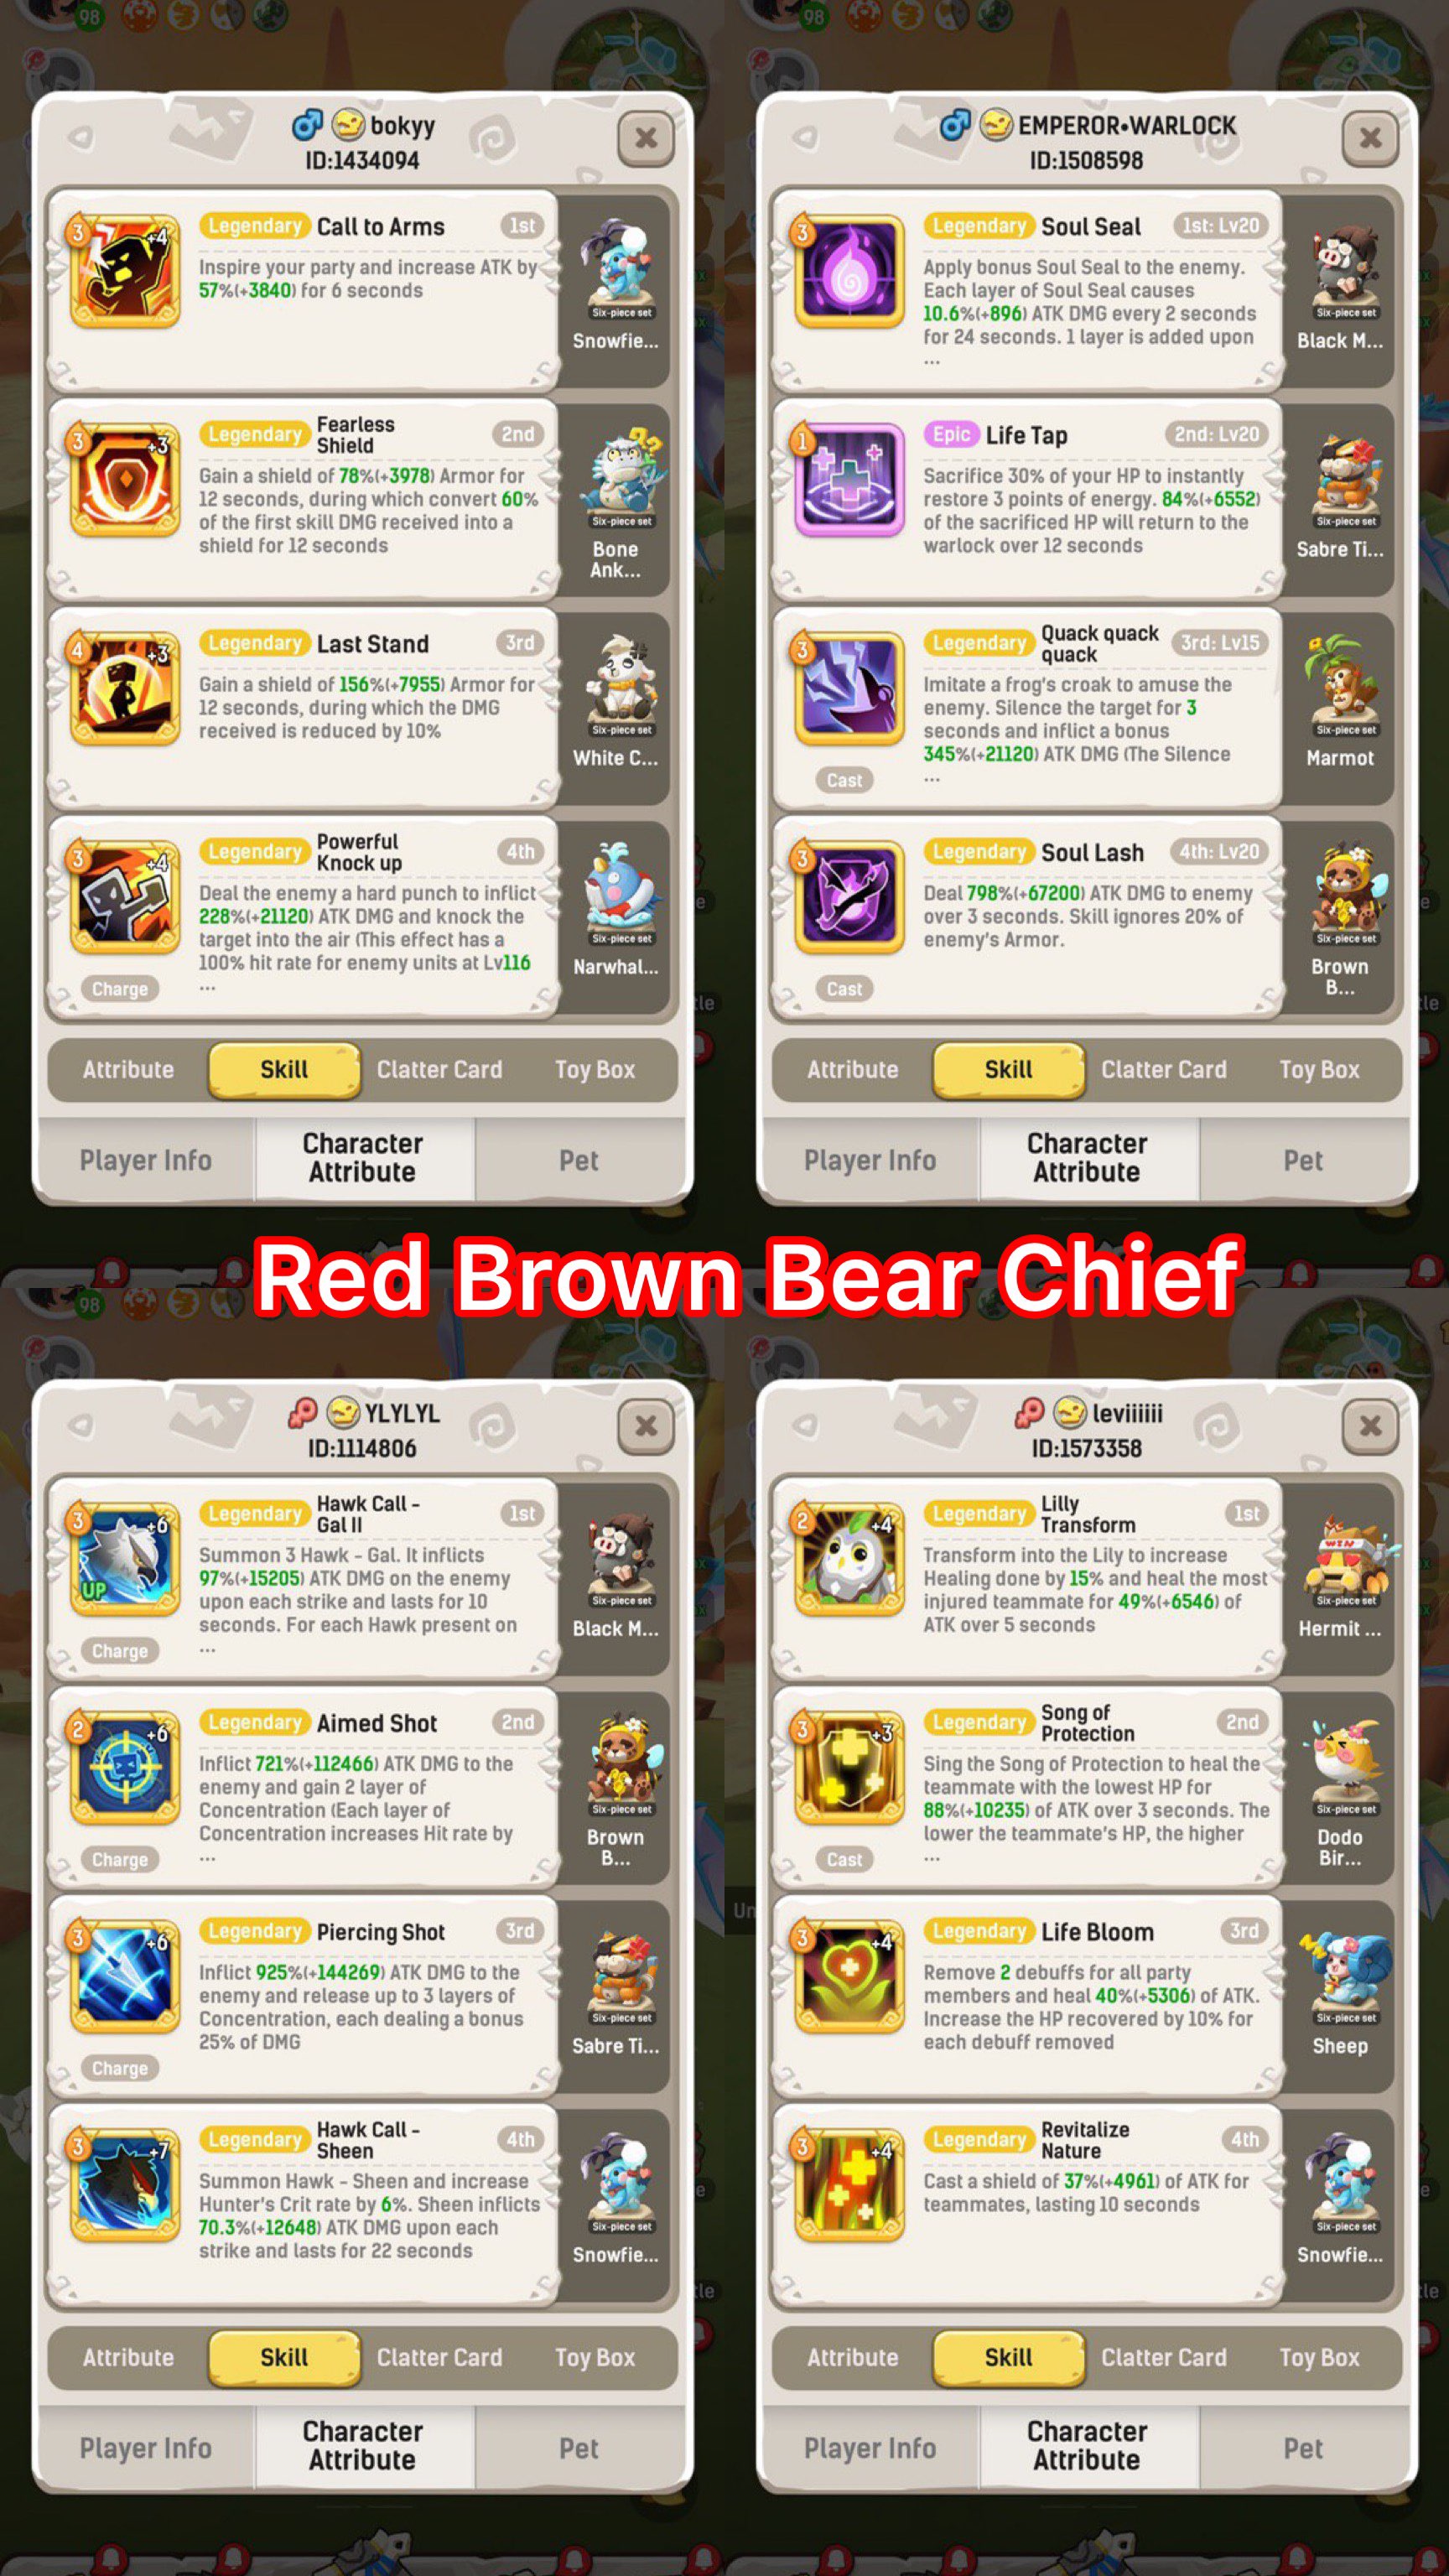 98
bokyy
ID:1434094
3
+4
Legendary Call to Arms 1st
Inspire your party and increase ATK by
57%(+3840) for 6 seconds
Six-piece set
Snowfie...
3
+3
Legendary Fearless
Shield 2nd
Gain a shield of 78%(+3978) Armor for
12 seconds, during which convert 60%
of the first skill DMG received into a
shield for 12 seconds
Six-piece set
Bone
Ank...
4
+3
Legendary Last Stand 3rd
Gain a shield of 156%(+7955) Armor for
12 seconds, during which the DMG
received is reduced by 10%
Six-piece set
White C...
3
+4
Legendary Powerful
Knock up 4th
Deal the enemy a hard punch to inflict
228%(+21120) ATK DMG and knock the
target into the air (This effect has a
100% hit rate for enemy units at Lv116
...
Charge
Six-piece set
Narwhal...
Attribute Skill Clatter Card Toy Box
Player Info Character
Attribute Pet
98
EMPEROR•WARLOCK
ID:1508598
3
Legendary Soul Seal 1st: Lv20
Apply bonus Soul Seal to the enemy.
Each layer of Soul Seal causes
10.6%(+896) ATK DMG every 2 seconds
for 24 seconds. 1 layer is added upon
...
Six-piece set
Black M...
1
Epic Life Tap 2nd: Lv20
Sacrifice 30% of your HP to instantly
restore 3 points of energy. 84%(+6552)
of the sacrificed HP will return to the
warlock over 12 seconds
Six-piece set
Sabre Ti...
3
Legendary Quack quack
quack 3rd: Lv15
Imitate a frog's croak to amuse the
enemy. Silence the target for 3
seconds and inflict a bonus
345%(+21120) ATK DMG (The Silence
...
Cast
Six-piece set
Marmot
3
Legendary Soul Lash 4th: Lv20
Deal 798%(+67200) ATK DMG to enemy
over 3 seconds. Skill ignores 20% of
enemy's Armor.
Cast
Six-piece set
Brown
B...
Attribute Skill Clatter Card Toy Box
Player Info Character
Attribute Pet
Red Brown Bear Chief
98
YLYLYL
ID:1114806
3
+6
UP
Legendary Hawk Call -
Gal II 1st
Summon 3 Hawk - Gal. It inflicts
97%(+15205) ATK DMG on the enemy
upon each strike and lasts for 10
seconds. For each Hawk present on
...
Charge
Six-piece set
Black M...
2
+6
Legendary Aimed Shot 2nd
Inflict 721%(+112466) ATK DMG to the
enemy and gain 2 layer of
Concentration (Each layer of
Concentration increases Hit rate by
...
Charge
Six-piece set
Brown
B...
3
+6
Legendary Piercing Shot 3rd
Inflict 925%(+144269) ATK DMG to the
enemy and release up to 3 layers of
Concentration, each dealing a bonus
25% of DMG
Charge
Six-piece set
Sabre Ti...
3
+7
Legendary Hawk Call -
Sheen 4th
Summon Hawk - Sheen and increase
Hunter's Crit rate by 6%. Sheen inflicts
70.3%(+12648) ATK DMG upon each
strike and lasts for 22 seconds
Six-piece set
Snowfie...
Attribute Skill Clatter Card Toy Box
Player Info Character
Attribute Pet
leviiiiii
ID:1573358
2
+4
Legendary Lilly
Transform 1st
Transform into the Lily to increase
Healing done by 15% and heal the most
injured teammate for 49%(+6546) of
ATK over 5 seconds
WIN
Six-piece set
Hermit ...
3
+3
Legendary Song of
Protection 2nd
Sing the Song of Protection to heal the
teammate with the lowest HP for
88%(+10235) of ATK over 3 seconds. The
lower the teammate's HP, the higher
...
Cast
Six-piece set
Dodo
Bir...
3
+4
Legendary Life Bloom 3rd
Remove 2 debuffs for all party
members and heal 40%(+5306) of ATK.
Increase the HP recovered by 10% for
each debuff removed
Six-piece set
Sheep
3
+4
Legendary Revitalize
Nature 4th
Cast a shield of 37%(+4961) of ATK for
teammates, lasting 10 seconds
Six-piece set
Snowfie...
Attribute Skill Clatter Card Toy Box
Player Info Character
Attribute Pet